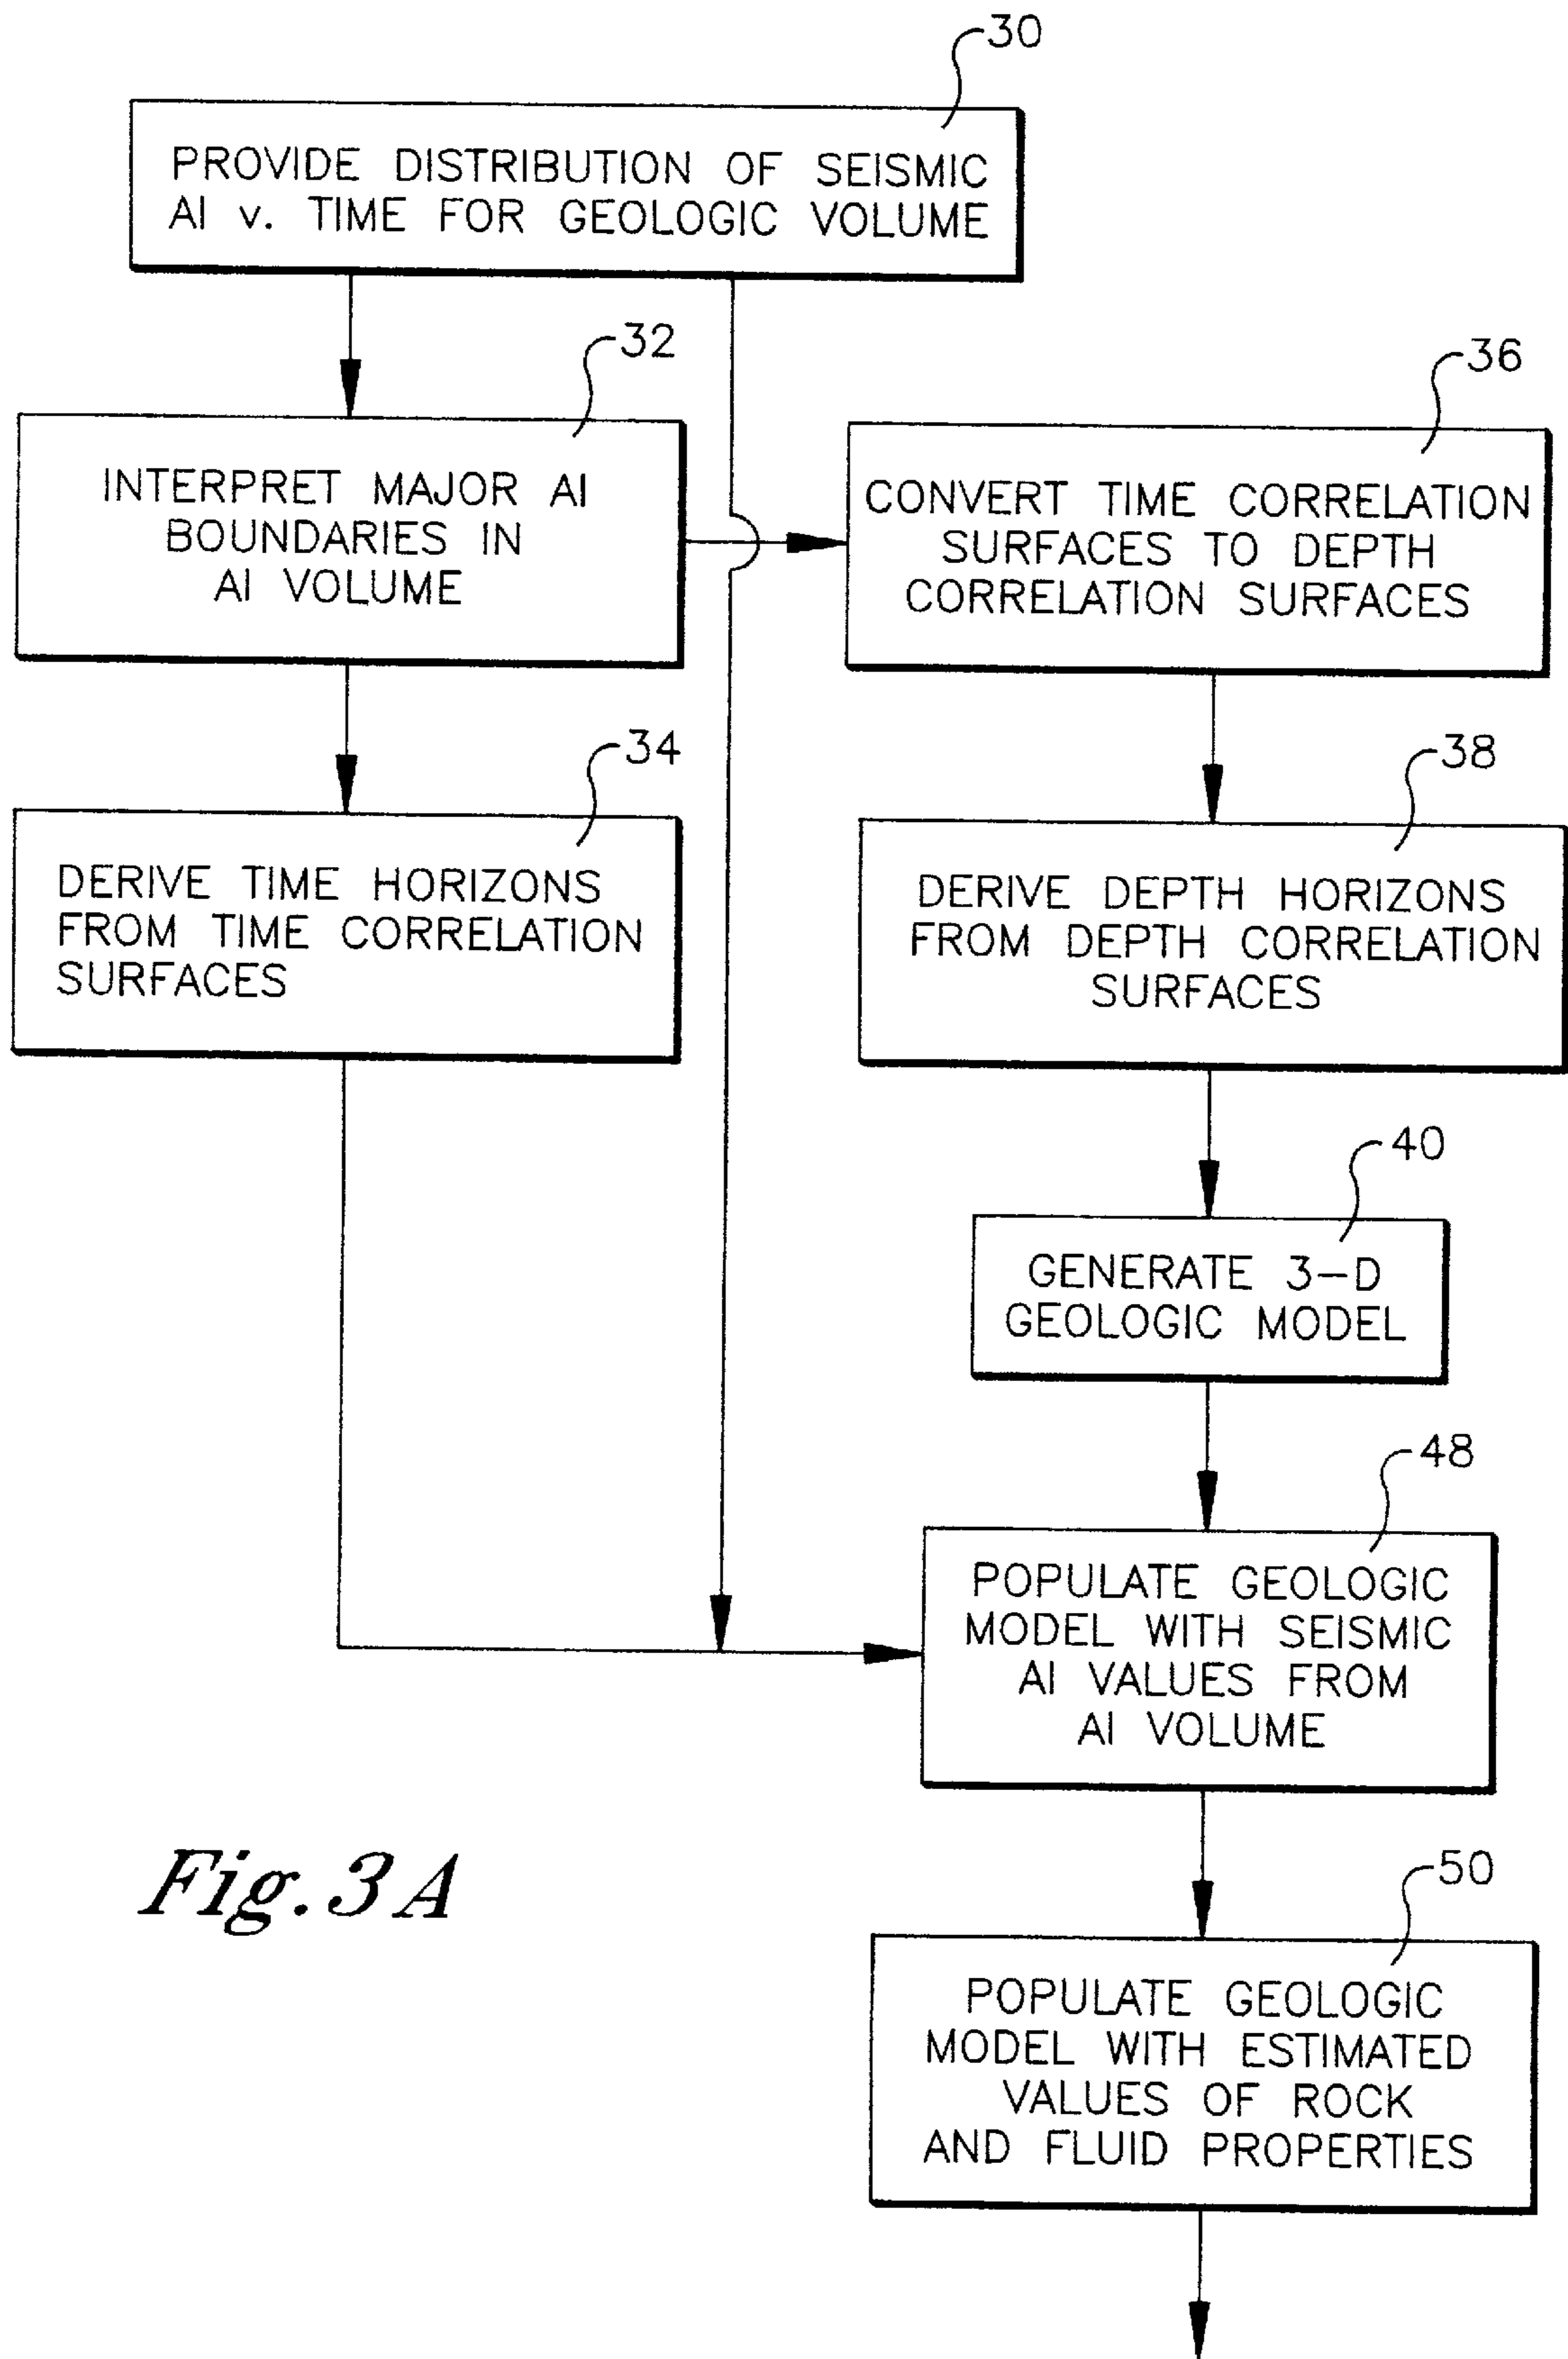 30
PROVIDE DISTRIBUTION OF SEISMIC
AI v. TIME FOR GEOLOGIC VOLUME
32
INTERPRET MAJOR AI
BOUNDARIES IN
AI VOLUME
36
CONVERT TIME CORRELATION
SURFACES TO DEPTH
CORRELATION SURFACES
34
DERIVE TIME HORIZONS
FROM TIME CORRELATION
SURFACES
38
DERIVE DEPTH HORIZONS
FROM DEPTH CORRELATION
SURFACES
40
GENERATE 3-D
GEOLOGIC MODEL
48
POPULATE GEOLOGIC
MODEL WITH SEISMIC
AI VALUES FROM
AI VOLUME
50
POPULATE GEOLOGIC
MODEL WITH ESTIMATED
VALUES OF ROCK
AND FLUID PROPERTIES
Fig. 3A